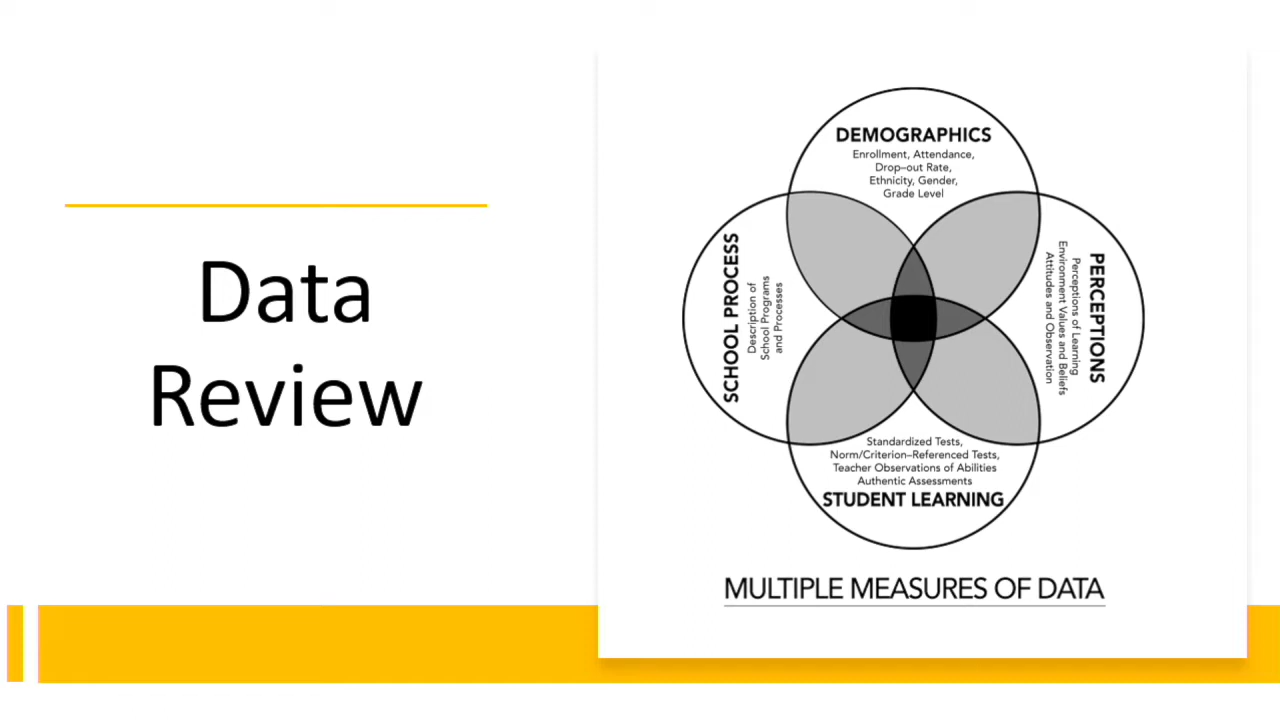 Data
Review
DEMOGRAPHICS
Enrollment, Attendance,
Drop–out Rate,
Ethnicity, Gender,
Grade Level
SCHOOL PROCESS
Description of
School Programs
and Processes
PERCEPTIONS
Perceptions of Learning
Environment Values and Beliefs
Attitudes and Observation
Standardized Tests,
Norm/Criterion–Referenced Tests,
Teacher Observations of Abilities
Authentic Assessments
STUDENT LEARNING
MULTIPLE MEASURES OF DATA